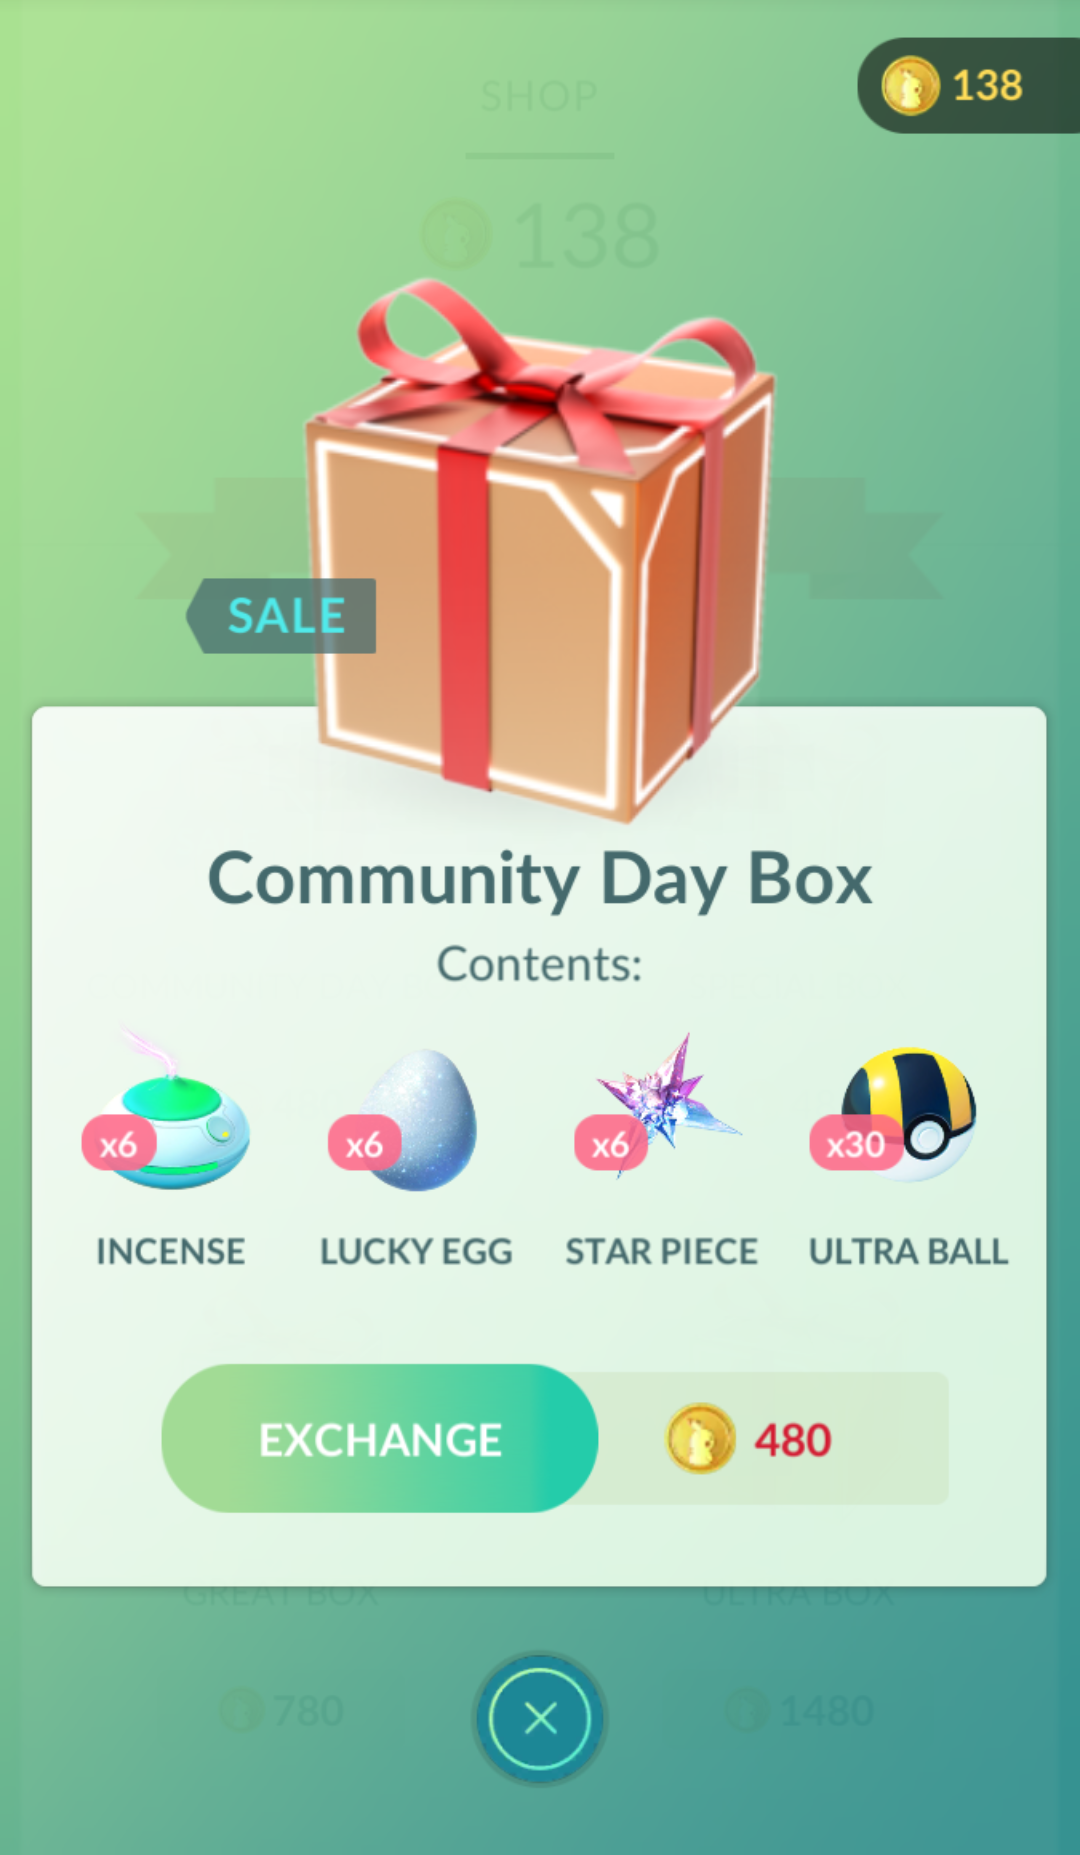 138
SHOP
138
SALE
Community Day Box
Contents:
x6 x6 x6 x30
INCENSE LUCKY EGG STAR PIECE ULTRA BALL
EXCHANGE 480
GREAT BOX ULTRA BOX
780 1480